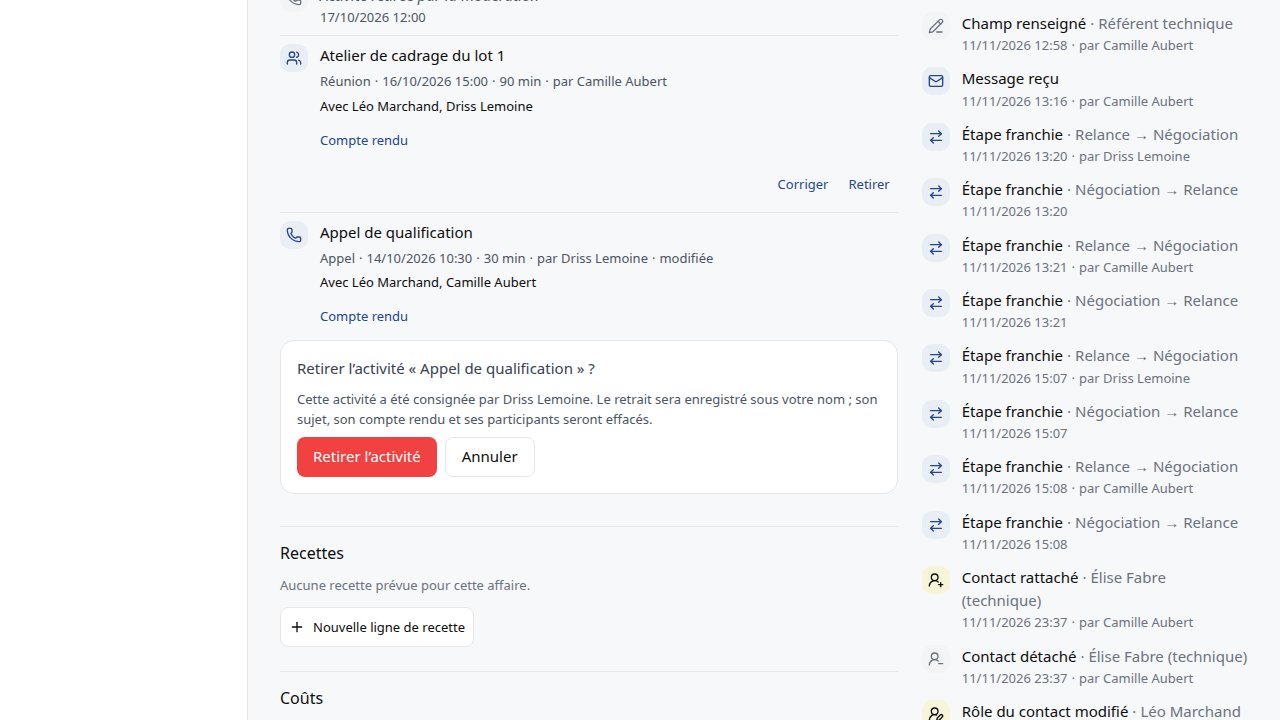 17/10/2026 12:00
Atelier de cadrage du lot 1
Réunion · 16/10/2026 15:00 · 90 min · par Camille Aubert
Avec Léo Marchand, Driss Lemoine
Compte rendu
Corriger Retirer
Appel de qualification
Appel · 14/10/2026 10:30 · 30 min · par Driss Lemoine · modifiée
Avec Léo Marchand, Camille Aubert
Compte rendu
Retirer l’activité « Appel de qualification » ?
Cette activité a été consignée par Driss Lemoine. Le retrait sera enregistré sous votre nom ; son
sujet, son compte rendu et ses participants seront effacés.
Retirer l’activité Annuler
Recettes
Aucune recette prévue pour cette affaire.
Nouvelle ligne de recette
Coûts
Champ renseigné · Référent technique
11/11/2026 12:58 · par Camille Aubert
Message reçu
11/11/2026 13:16 · par Camille Aubert
Étape franchie · Relance → Négociation
11/11/2026 13:20 · par Driss Lemoine
Étape franchie · Négociation → Relance
11/11/2026 13:20
Étape franchie · Relance → Négociation
11/11/2026 13:21 · par Camille Aubert
Étape franchie · Négociation → Relance
11/11/2026 13:21
Étape franchie · Relance → Négociation
11/11/2026 15:07 · par Driss Lemoine
Étape franchie · Négociation → Relance
11/11/2026 15:07
Étape franchie · Relance → Négociation
11/11/2026 15:08 · par Camille Aubert
Étape franchie · Négociation → Relance
11/11/2026 15:08
Contact rattaché · Élise Fabre
(technique)
11/11/2026 23:37 · par Camille Aubert
Contact détaché · Élise Fabre (technique)
11/11/2026 23:37 · par Camille Aubert
Rôle du contact modifié · Léo Marchand